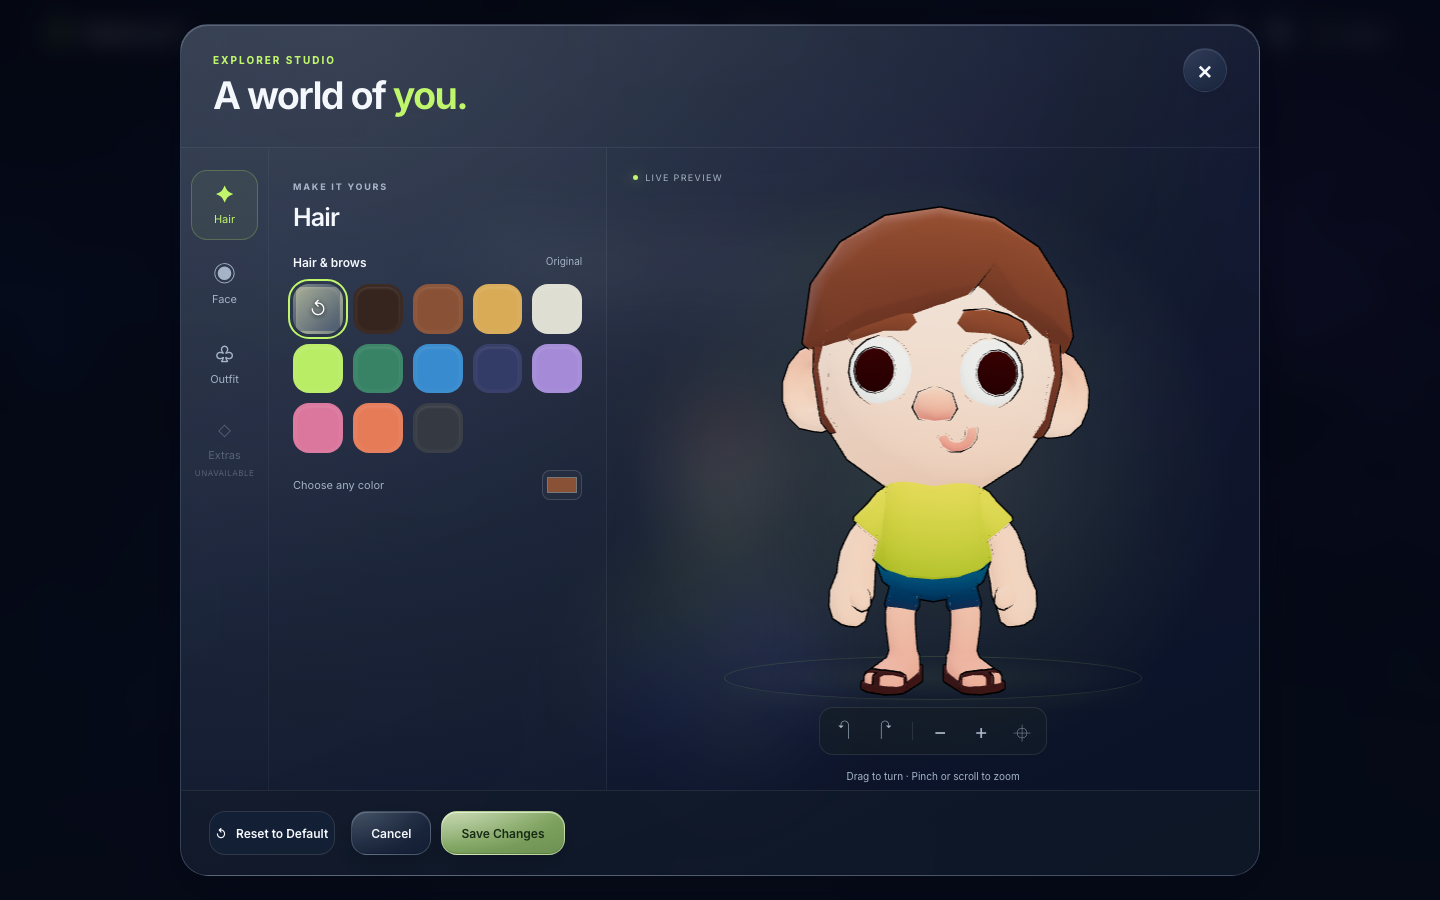 EXPLORER STUDIO
A world of you.
Hair
Face
Outfit
Extras
UNAVAILABLE
MAKE IT YOURS
Hair
Hair & brows
Original
Choose any color
LIVE PREVIEW
Drag to turn · Pinch or scroll to zoom
Reset to Default
Cancel
Save Changes